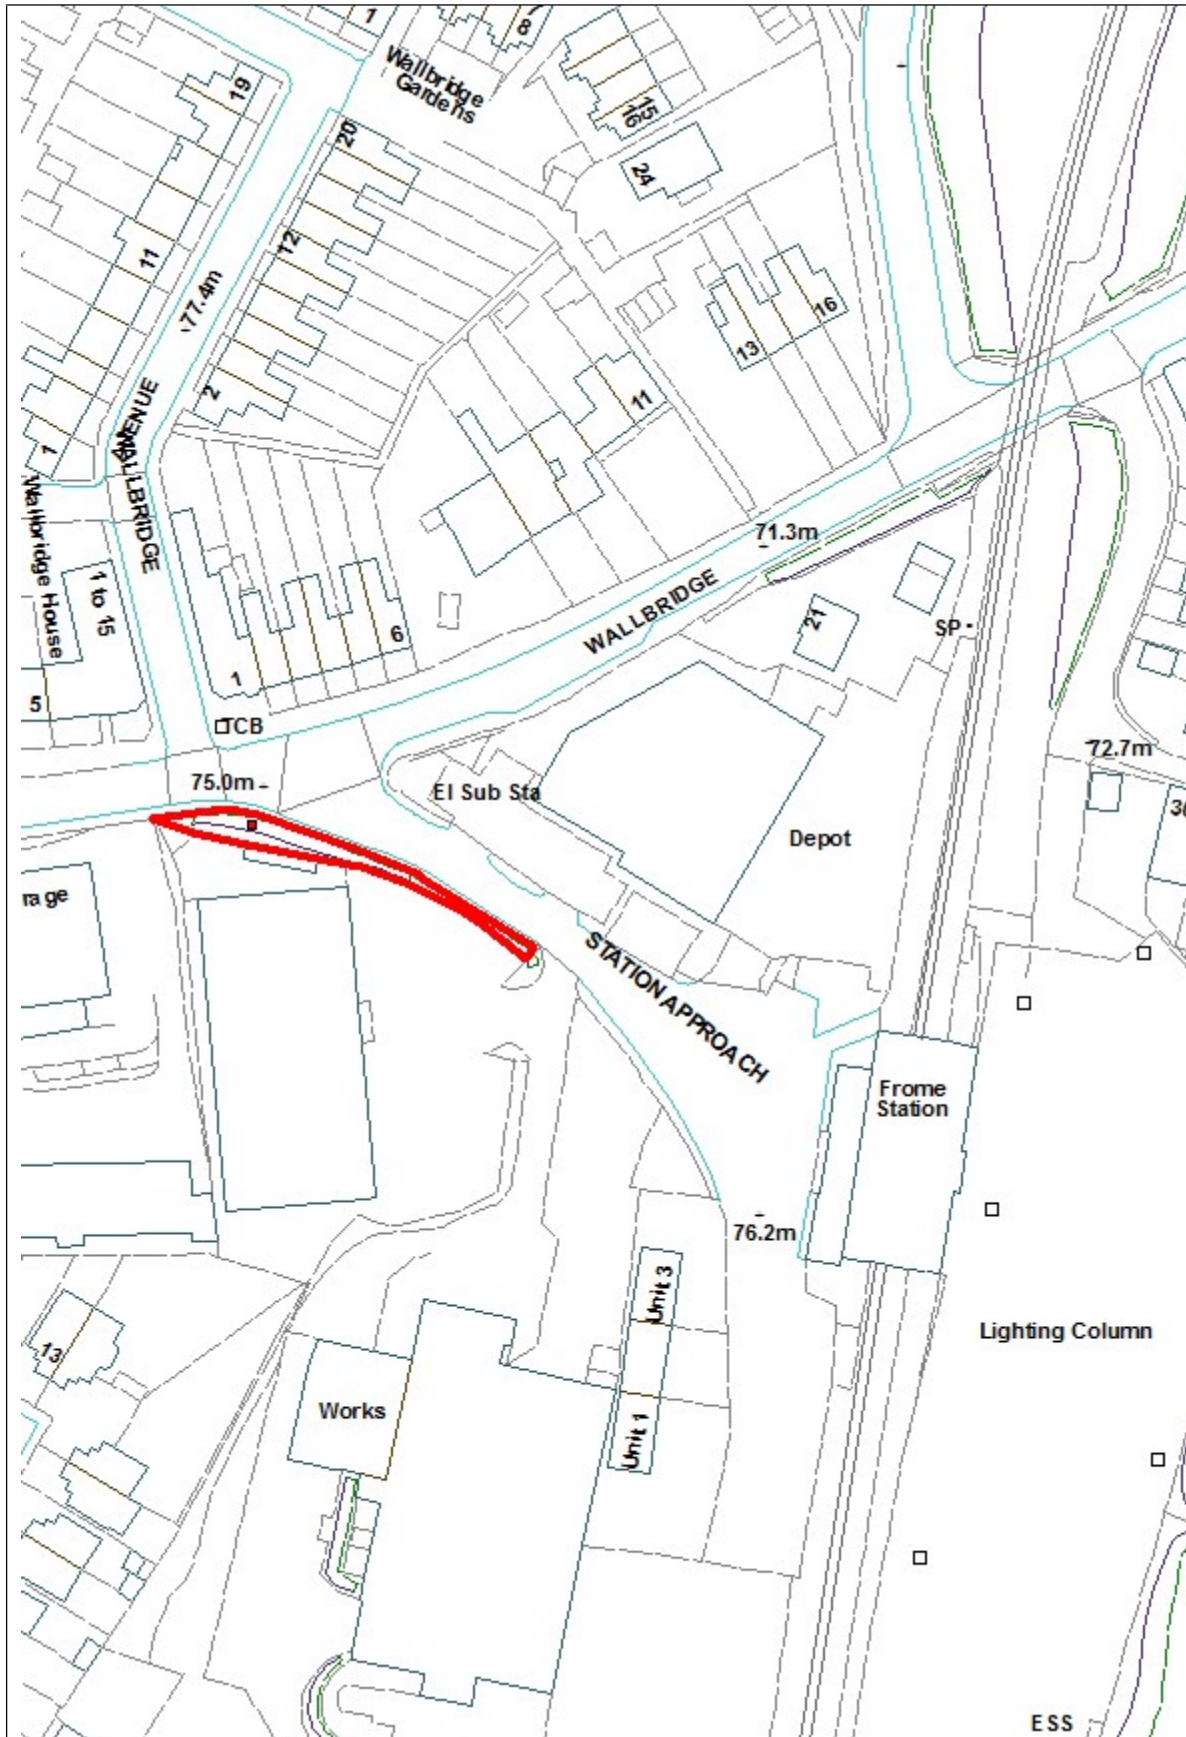 1
7
8
Wallbridge
Gardens
19
15
16
20
24
12
11
77.4m
16
13
2
11
AVENUE
WALLBRIDGE
1
Wallbridge House
71.3m
1 to 15
WALLBRIDGE
21
SP
6
1
5
TCB
72.7m
75.0m
El Sub Sta
Depot
STATION APPROACH
Frome
Station
76.2m
Unit 3
Lighting Column
13
Works
Unit 1
ESS